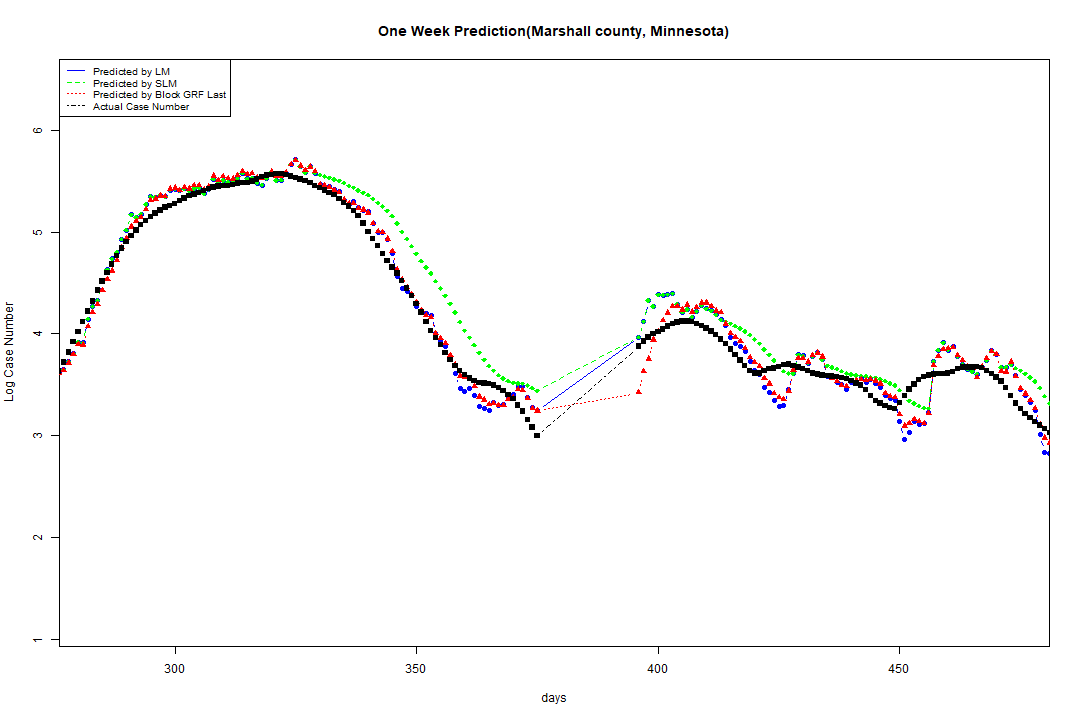 One Week Prediction(Marshall county, Minnesota)
Predicted by LM
Predicted by SLM
Predicted by Block GRF Last
Actual Case Number
Log Case Number
6
5
4
3
2
1
300 350 400 450
days